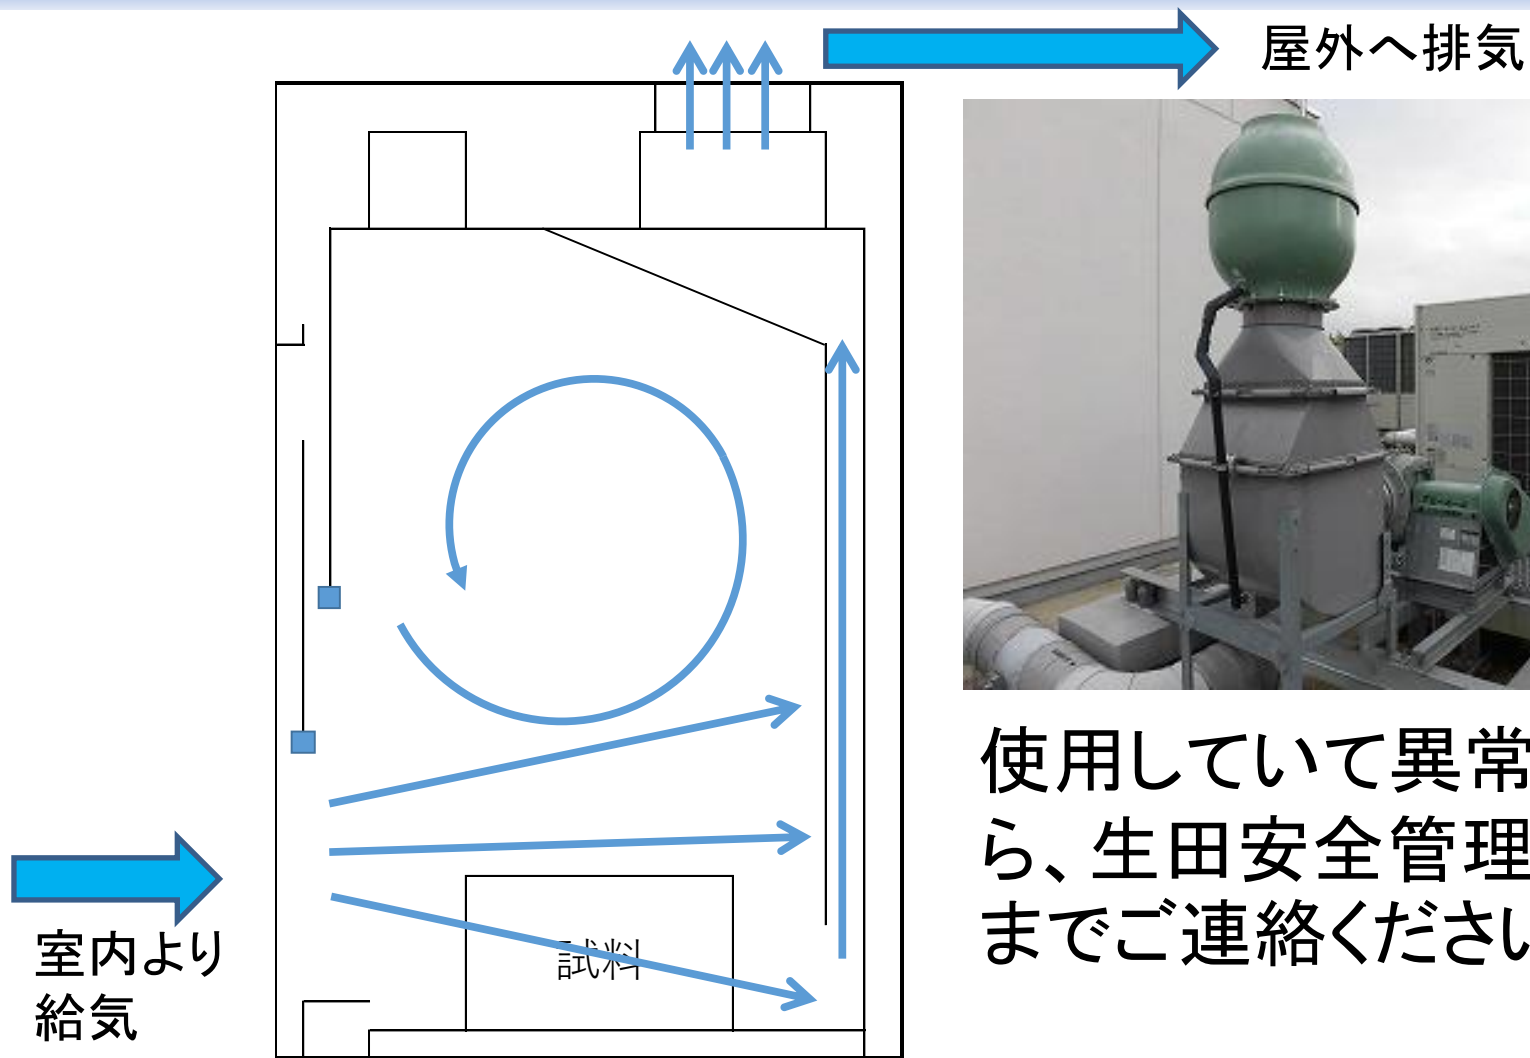 屋外へ排気
室内より
給気
試料
使用していて異常
ら、生田安全管理
までご連絡ください